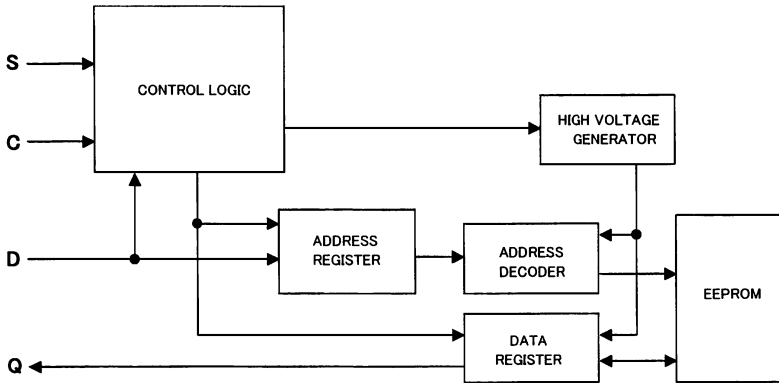 S
CONTROL LOGIC
C
HIGH VOLTAGE
GENERATOR
D
ADDRESS
REGISTER
ADDRESS
DECODER
EEPROM
DATA
REGISTER
Q